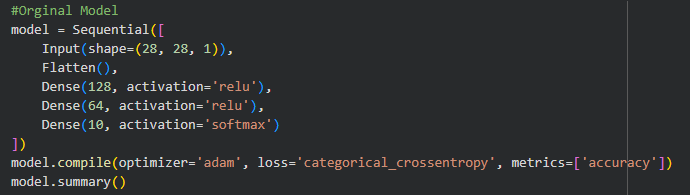 #Orginal Model
model = Sequential([
    Input(shape=(28, 28, 1)),
    Flatten(),
    Dense(128, activation='relu'),
    Dense(64, activation='relu'),
    Dense(10, activation='softmax')
])
model.compile(optimizer='adam', loss='categorical_crossentropy', metrics=['accuracy'])
model.summary()